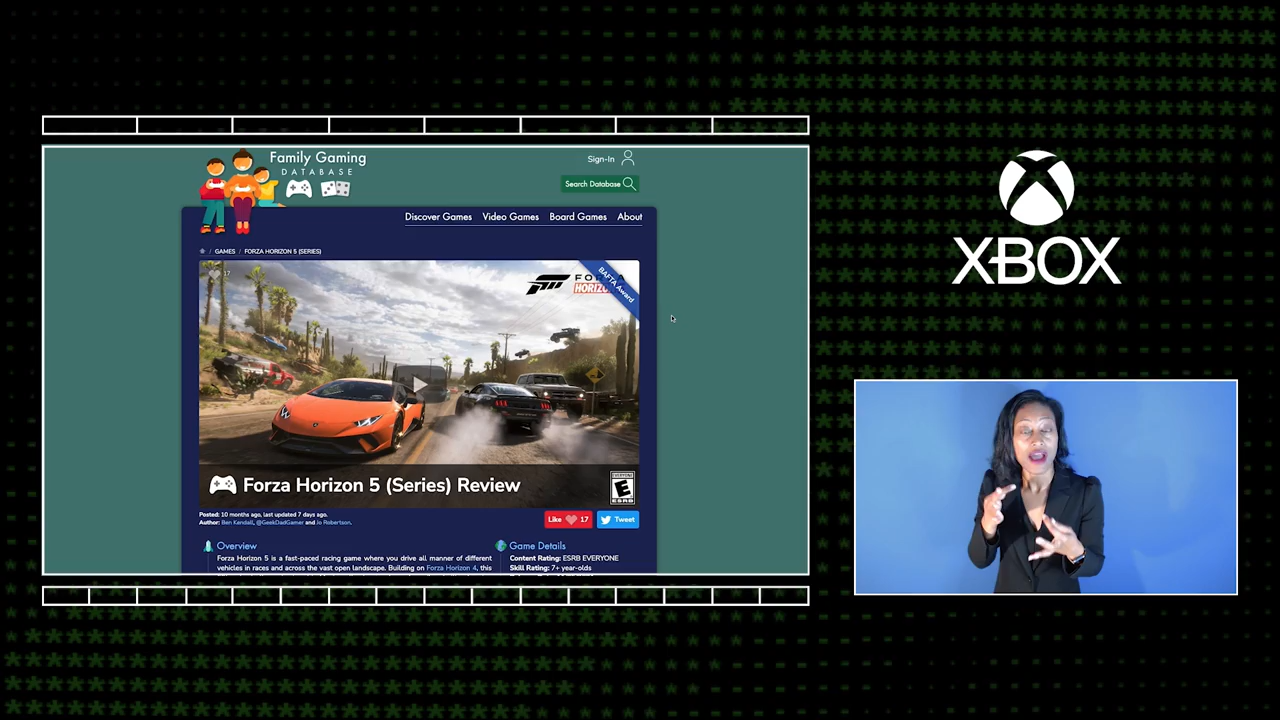 Family Gaming
DATABASE
Sign-In
Search Database
Discover Games Video Games Board Games About
/ GAMES / FORZA HORIZON 5 (SERIES)
17
FORZA
HORIZON
BAFTA Award
Forza Horizon 5 (Series) Review
EVERYONE
E
ESRB
Posted: 10 months ago, last updated 7 days ago.
Author: Ben Kendall, @GeekDadGamer and Jo Robertson.
Like 17 Tweet
Overview
Forza Horizon 5 is a fast-paced racing game where you drive all manner of different
vehicles in races and across the vast open landscape. Building on Forza Horizon 4, this
Game Details
Content Rating: ESRB EVERYONE
Skill Rating: 7+ year-olds
XBOX